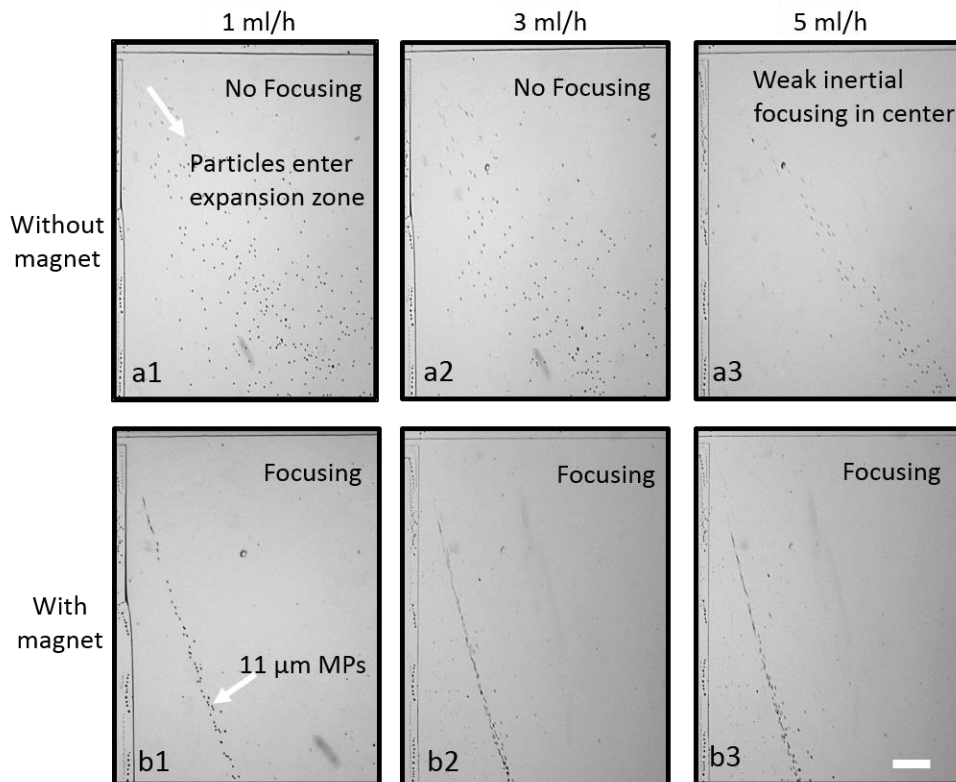 1 ml/h
3 ml/h
5 ml/h
Without
magnet
No Focusing
Particles enter
expansion zone
a1
No Focusing
a2
Weak inertial
focusing in center
a3
With
magnet
Focusing
11 μm MPs
b1
Focusing
b2
Focusing
b3